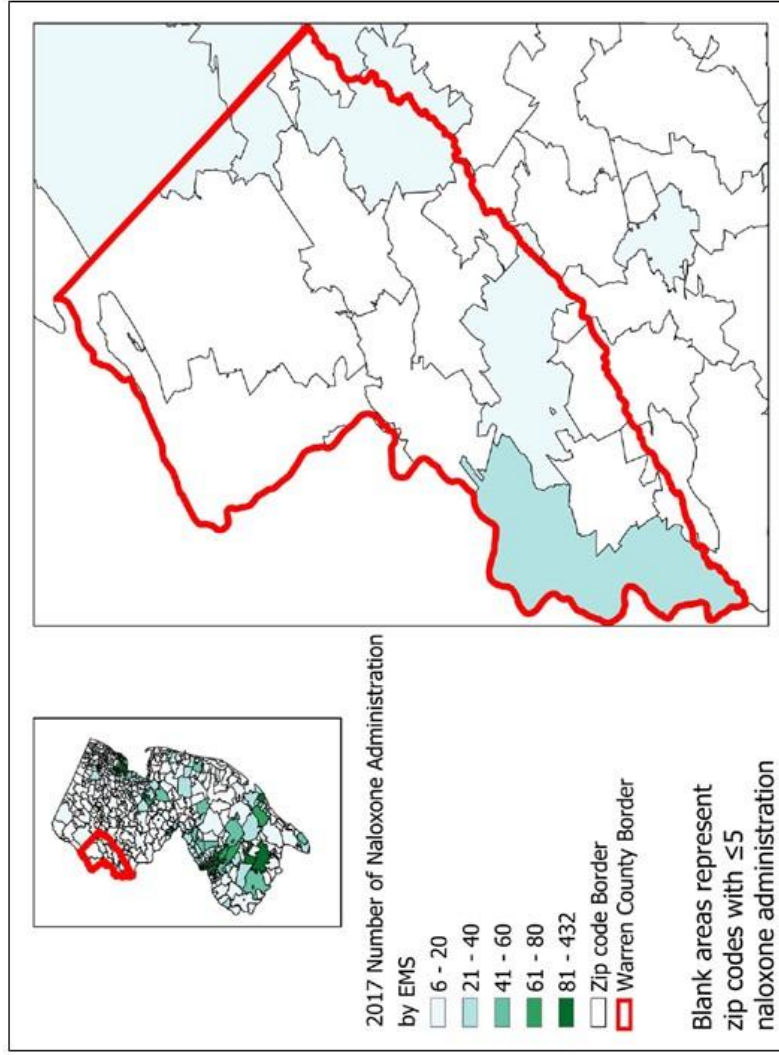 2017 Number of Naloxone Administration
by EMS
6 - 20
21 - 40
41 - 60
61 - 80
81 - 432
Zip code Border
Warren County Border
Blank areas represent
zip codes with ≤5
naloxone administration